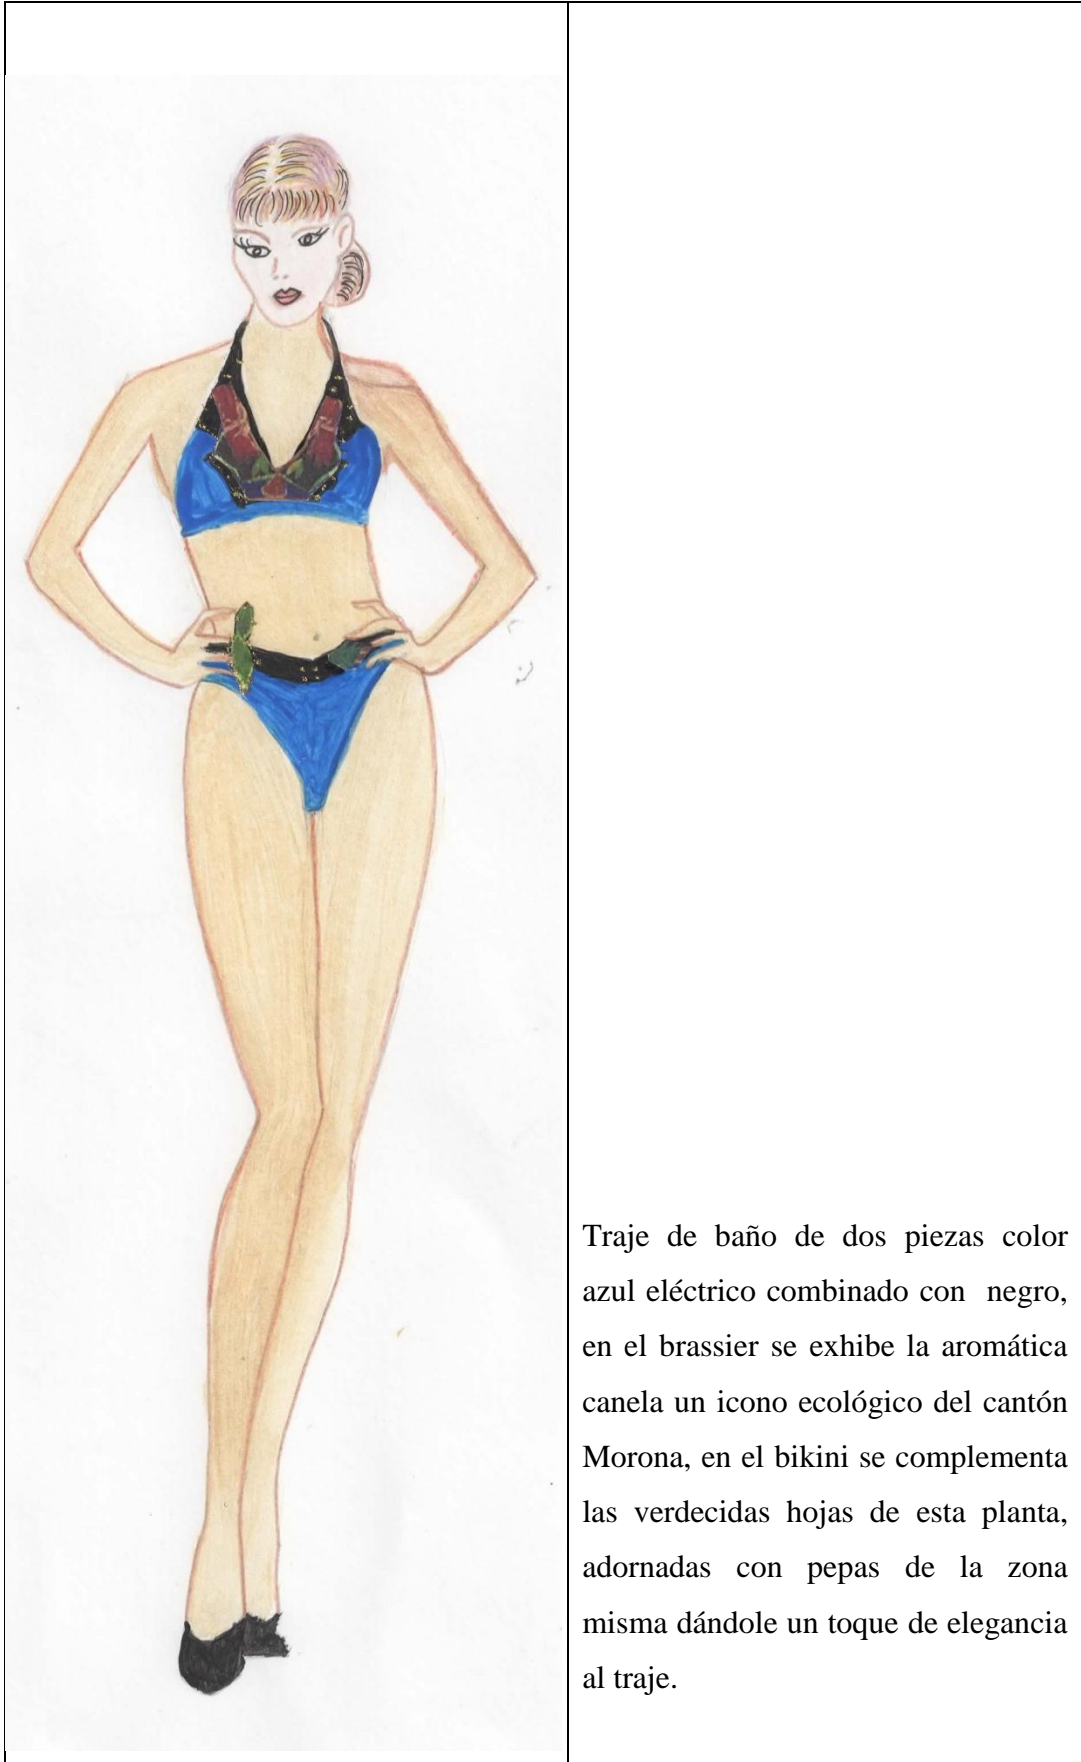 Traje de baño de dos piezas color
azul eléctrico combinado con negro,
en el brassier se exhibe la aromática
canela un icono ecológico del cantón
Morona, en el bikini se complementa
las verdecidas hojas de esta planta,
adornadas con pepas de la zona
misma dándole un toque de elegancia
al traje.